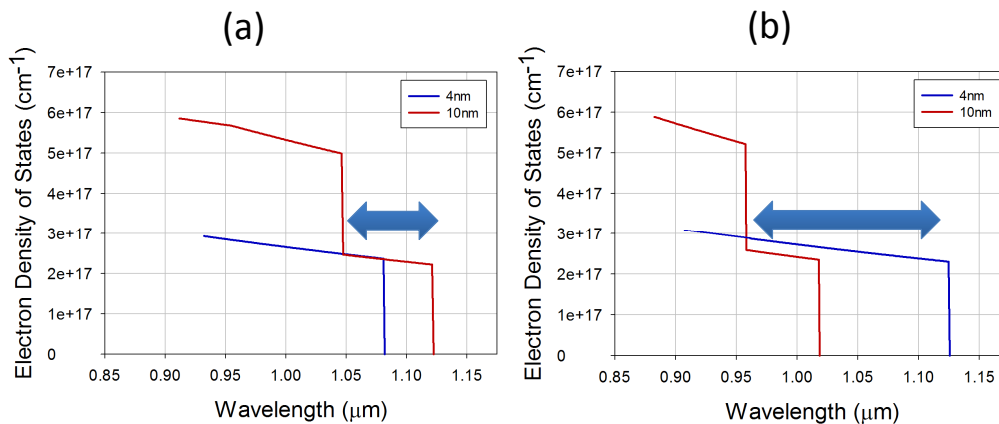 (a)
Electron Density of States (cm-1)
7e+17
6e+17
5e+17
4e+17
3e+17
2e+17
1e+17
0
4nm
10nm
0.85 0.90 0.95 1.00 1.05 1.10 1.15
Wavelength (μm)
(b)
Electron Density of States (cm-1)
7e+17
6e+17
5e+17
4e+17
3e+17
2e+17
1e+17
0
4nm
10nm
0.85 0.90 0.95 1.00 1.05 1.10 1.15
Wavelength (μm)